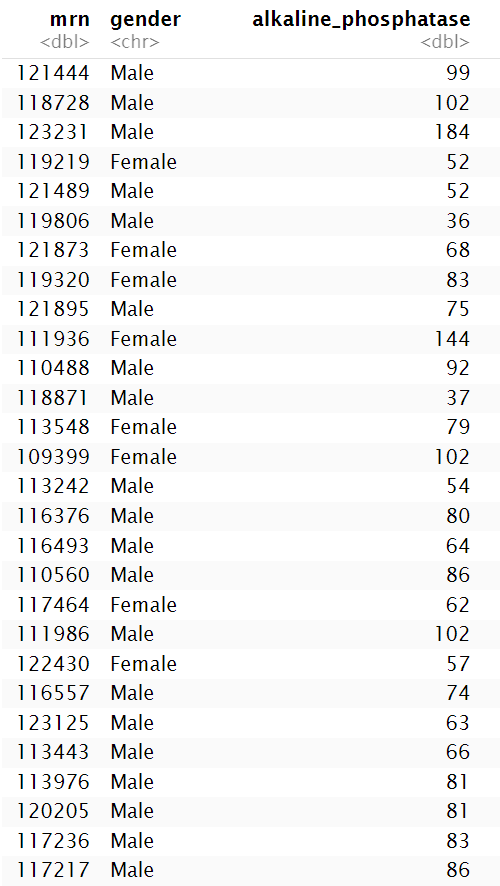 mrn gender alkaline_phosphatase
<dbl> <chr> <dbl>
121444 Male 99
118728 Male 102
123231 Male 184
119219 Female 52
121489 Male 52
119806 Male 36
121873 Female 68
119320 Female 83
121895 Male 75
111936 Female 144
110488 Male 92
118871 Male 37
113548 Female 79
109399 Female 102
113242 Male 54
116376 Male 80
116493 Male 64
110560 Male 86
117464 Female 62
111986 Male 102
122430 Female 57
116557 Male 74
123125 Male 63
113443 Male 66
113976 Male 81
120205 Male 81
117236 Male 83
117217 Male 86